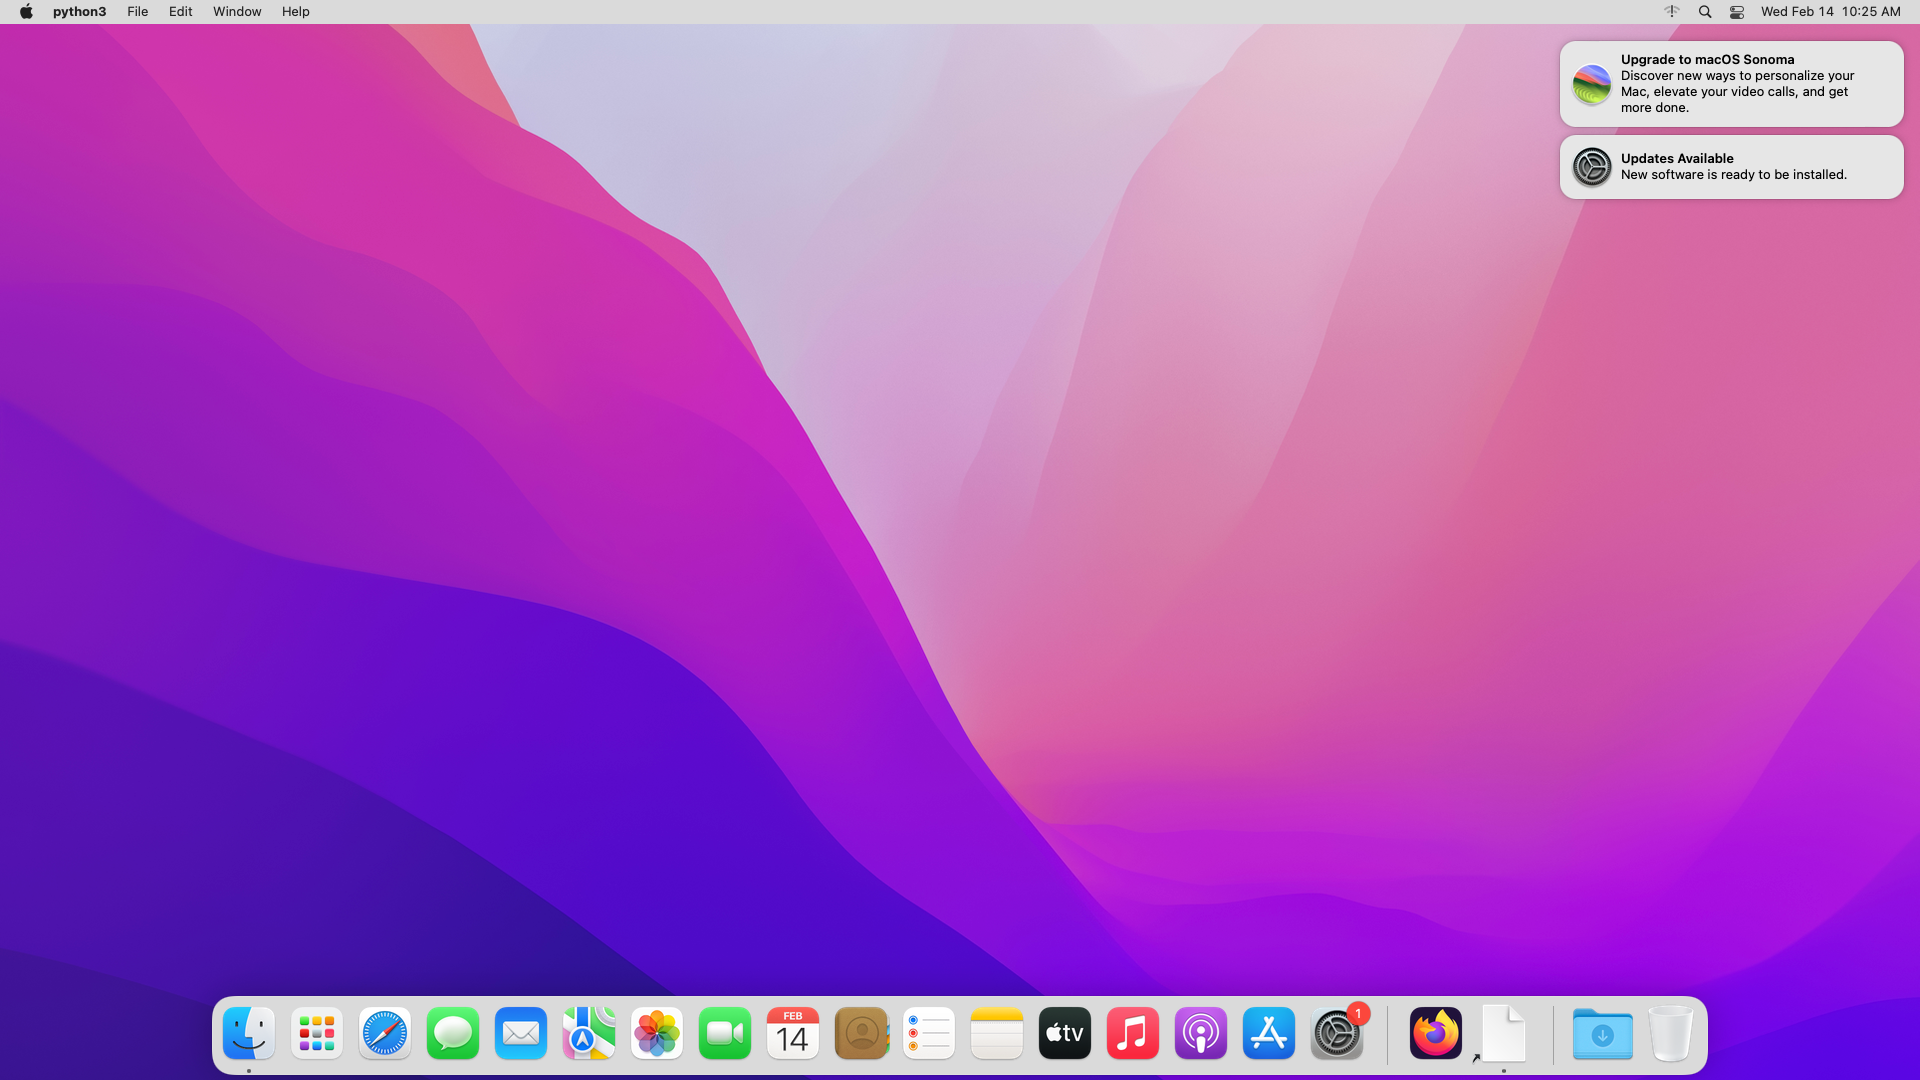 python3 File Edit Window Help
Wed Feb 14 10:25 AM
Upgrade to macOS Sonoma
Discover new ways to personalize your
Mac, elevate your video calls, and get
more done.
Updates Available
New software is ready to be installed.
FEB
14
tv
1